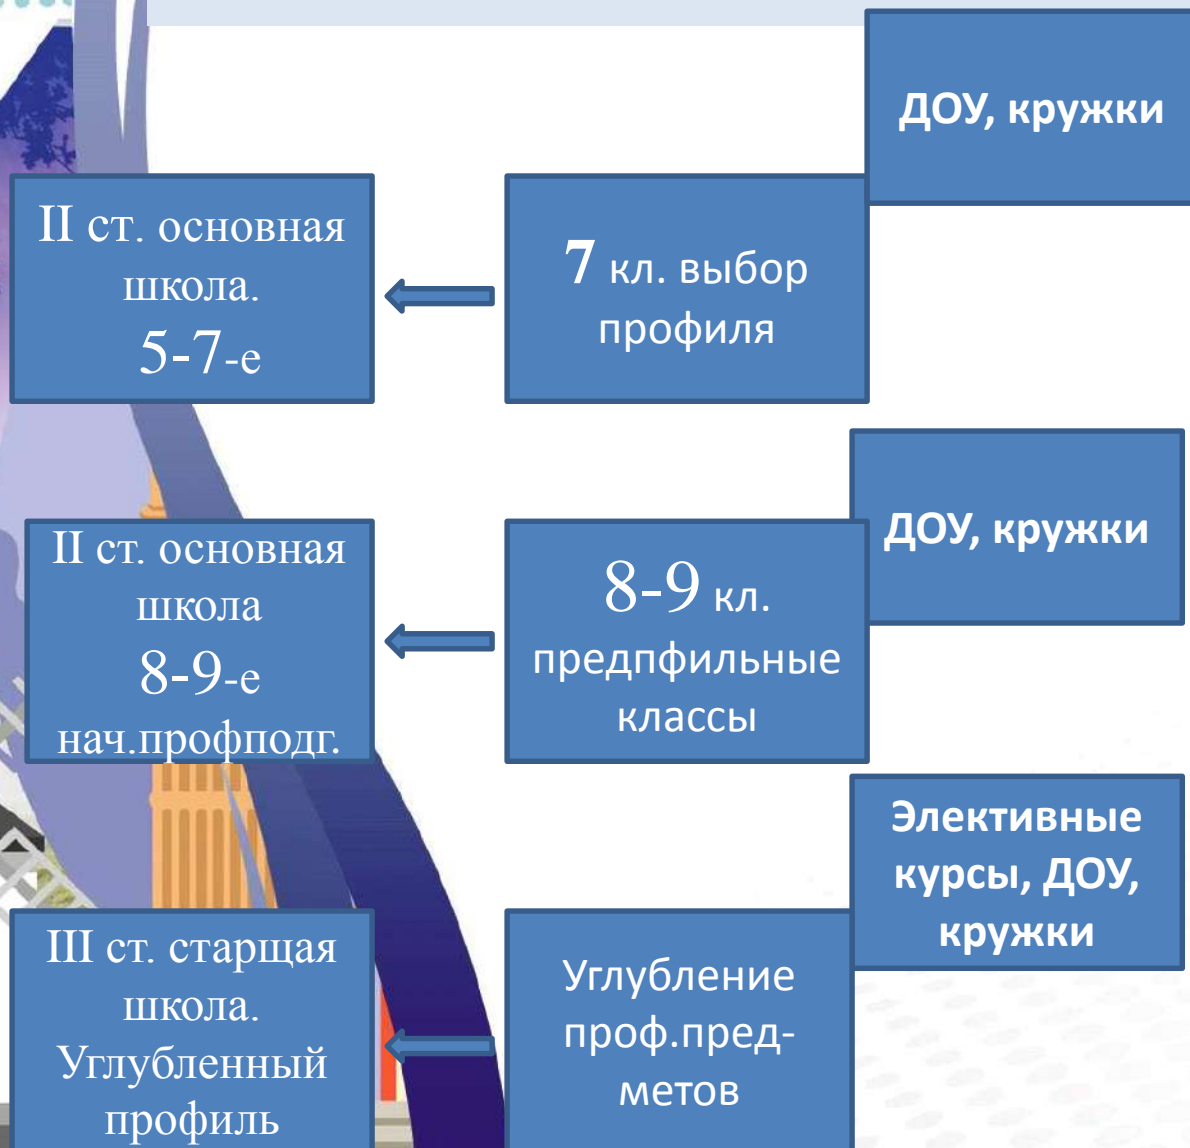 ДОУ, кружки
II ст. основная
школа.
5-7-е
7 кл. выбор
профиля
ДОУ, кружки
II ст. основная
школа
8-9-е
нач.профподг.
8-9 кл.
предпфильные
классы
Элективные
курсы, ДОУ,
кружки
III ст. старщая
школа.
Углубленный
профиль
Углубление
проф.пред-
метов